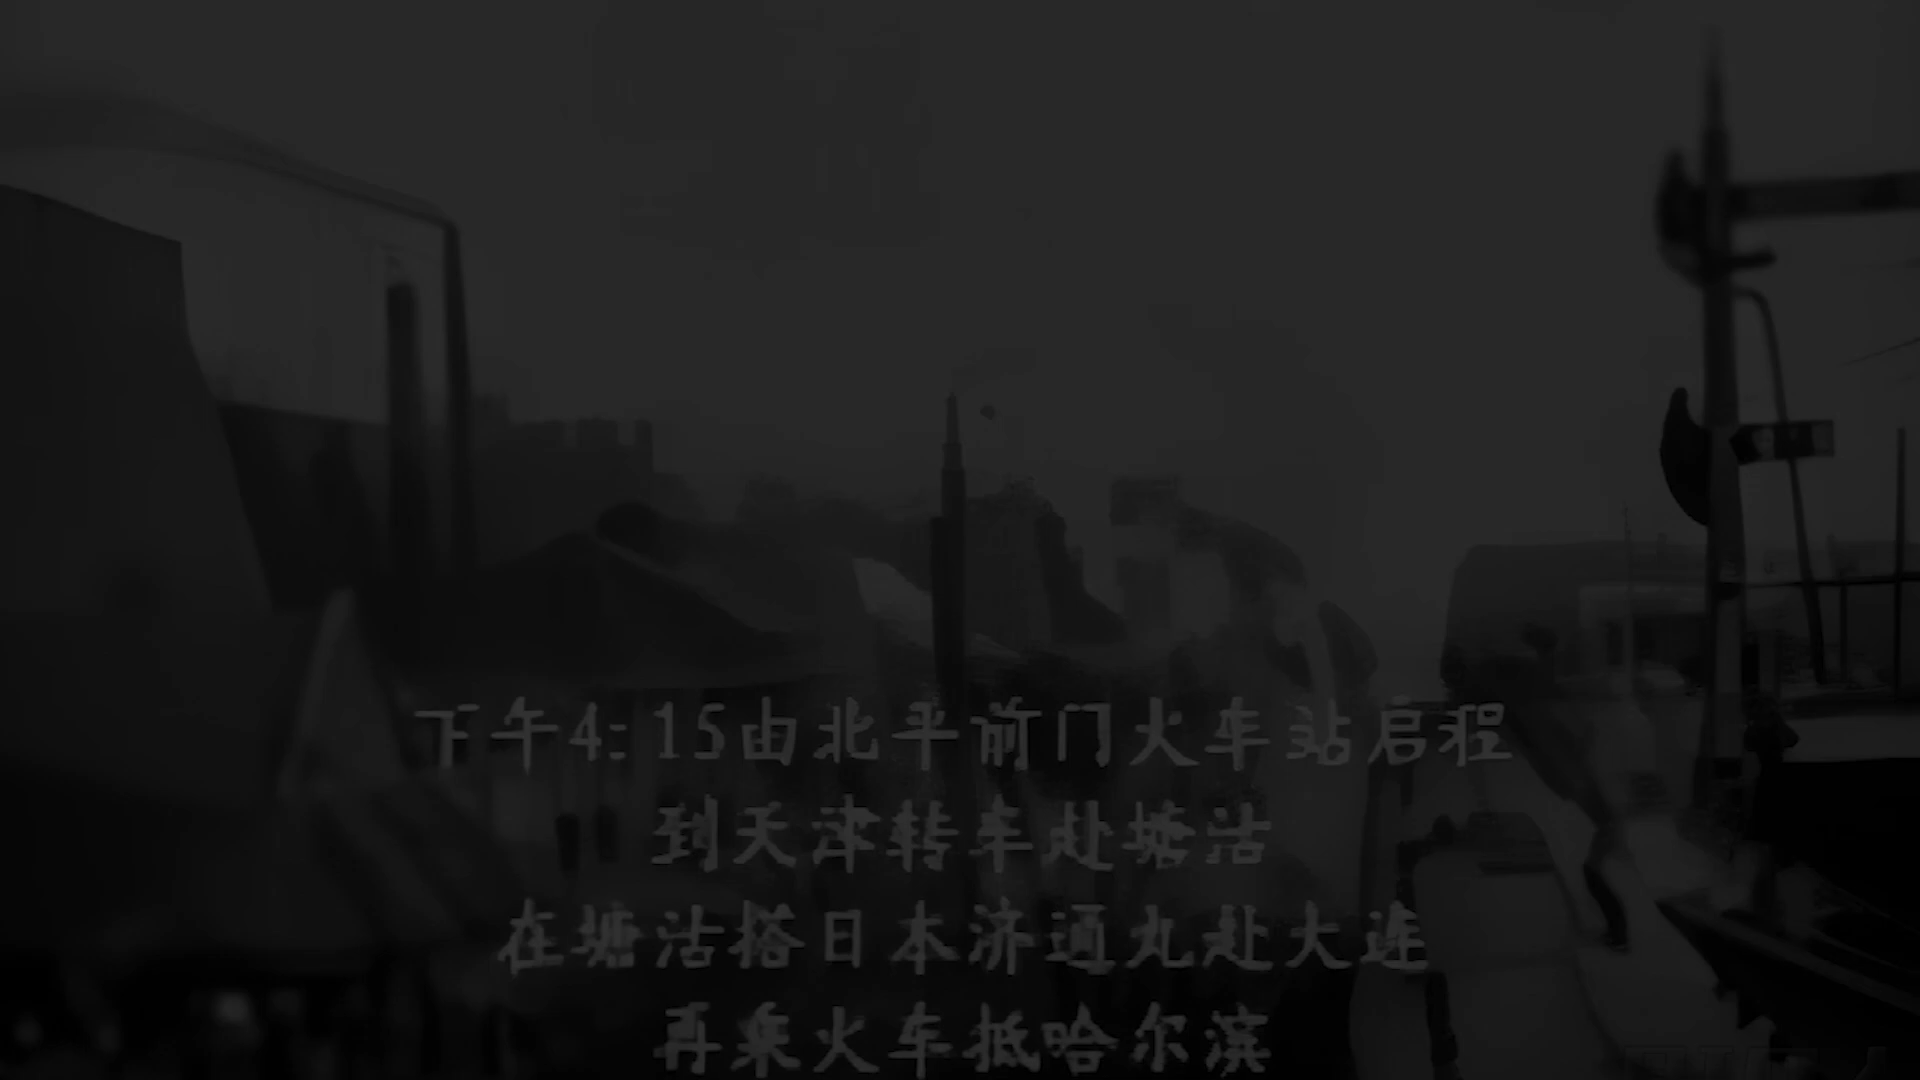 下午4:15由北平前门火车站启程
到天津转车赴塘沽
在塘沽搭日本济通丸赴大连
再乘火车抵哈尔滨